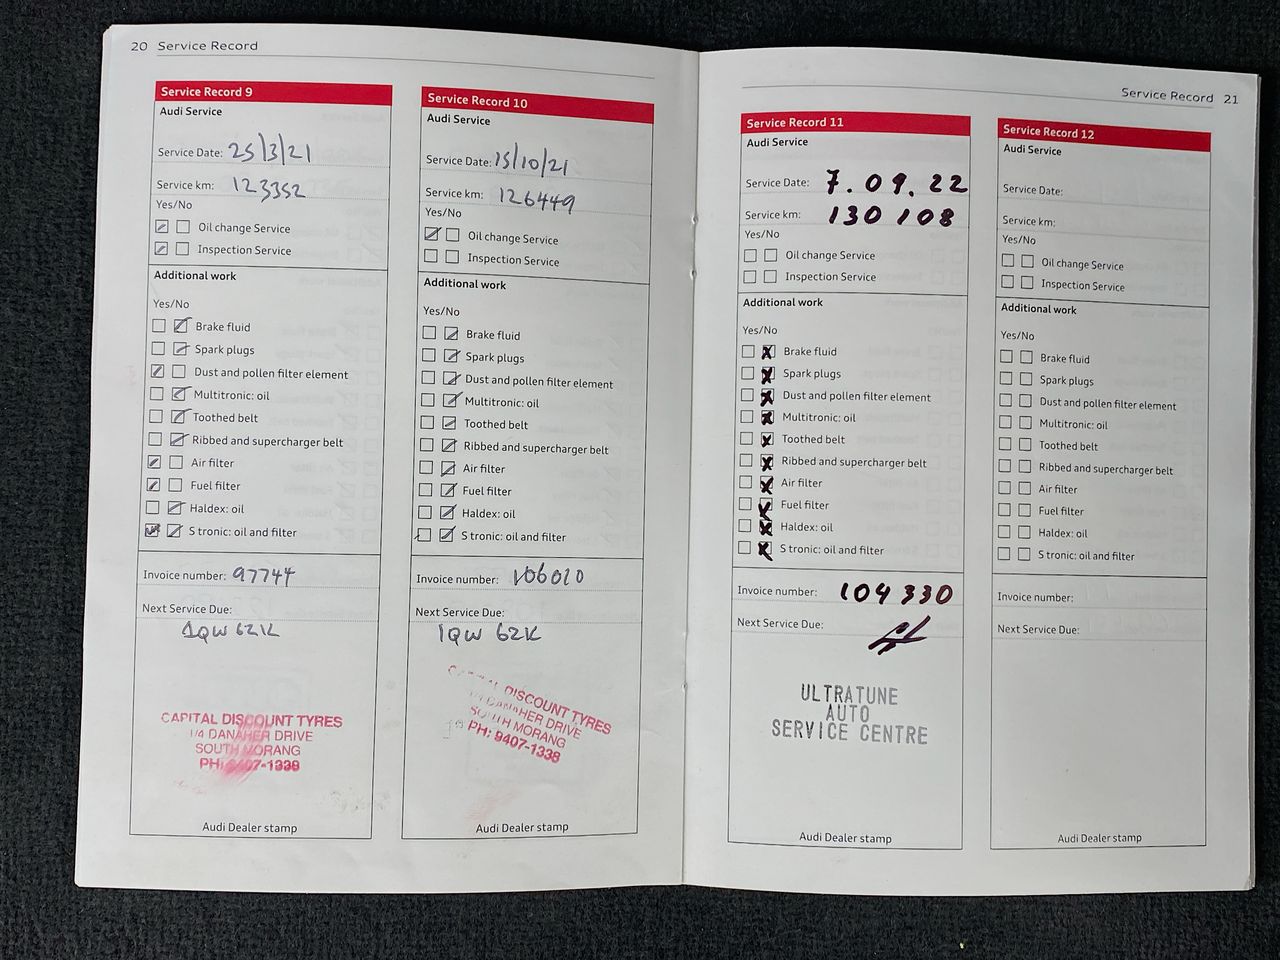 20 Service Record
Service Record 9
Audi Service
Service Date: 25/3/21
Service km: 123352
Yes/No
Oil change Service
Inspection Service
Additional work
Yes/No
Brake fluid
Spark plugs
Dust and pollen filter element
Multitronic: oil
Toothed belt
Ribbed and supercharger belt
Air filter
Fuel filter
Haldex: oil
S tronic: oil and filter
Invoice number: 97744
Next Service Due:
1QW 62K
CAPITAL DISCOUNT TYRES
1/4 DANAHER DRIVE
SOUTH MORANG
PH: 9407-1338
Audi Dealer stamp
Service Record 10
Audi Service
Service Date: 15/10/21
Service km: 126449
Yes/No
Oil change Service
Inspection Service
Additional work
Yes/No
Brake fluid
Spark plugs
Dust and pollen filter element
Multitronic: oil
Toothed belt
Ribbed and supercharger belt
Air filter
Fuel filter
Haldex: oil
S tronic: oil and filter
Invoice number: 106010
Next Service Due:
1QW 62K
CAPITAL DISCOUNT TYRES
1/4 DANAHER DRIVE
SOUTH MORANG
PH: 9407-1338
Audi Dealer stamp
Service Record 21
Service Record 11
Audi Service
Service Date: 7.09.22
Service km: 130 108
Yes/No
Oil change Service
Inspection Service
Additional work
Yes/No
Brake fluid
Spark plugs
Dust and pollen filter element
Multitronic: oil
Toothed belt
Ribbed and supercharger belt
Air filter
Fuel filter
Haldex: oil
S tronic: oil and filter
Invoice number: 104330
Next Service Due:
ULTRATUNE
AUTO
SERVICE CENTRE
Audi Dealer stamp
Service Record 12
Audi Service
Service Date:
Service km:
Yes/No
Oil change Service
Inspection Service
Additional work
Yes/No
Brake fluid
Spark plugs
Dust and pollen filter element
Multitronic: oil
Toothed belt
Ribbed and supercharger belt
Air filter
Fuel filter
Haldex: oil
S tronic: oil and filter
Invoice number:
Next Service Due:
Audi Dealer stamp